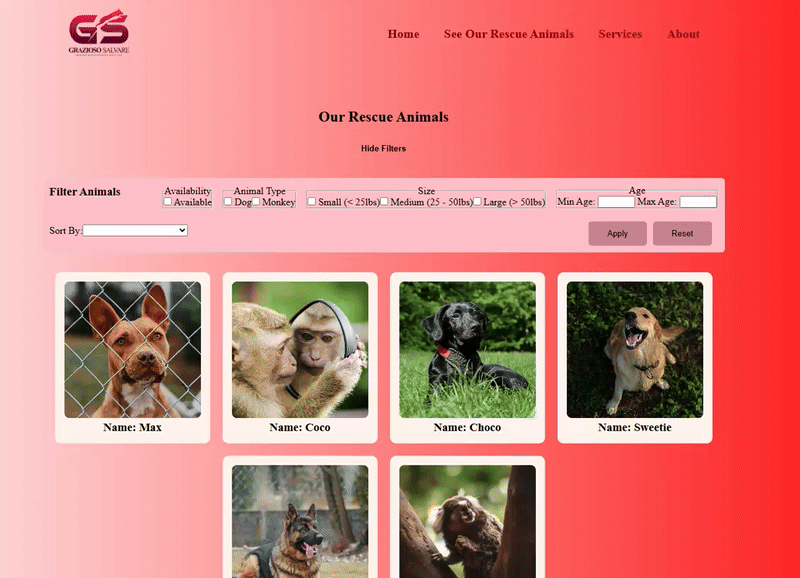 GS
GRAZIOSO SALVARE
Home See Our Rescue Animals Services About
Our Rescue Animals
Hide Filters
Filter Animals
Availability
Available
Animal Type
Dog Monkey
Size
Small (< 25lbs) Medium (25 - 50lbs) Large (> 50lbs)
Age
Min Age: Max Age:
Sort By:
Apply Reset
Name: Max Name: Coco Name: Choco Name: Sweetie